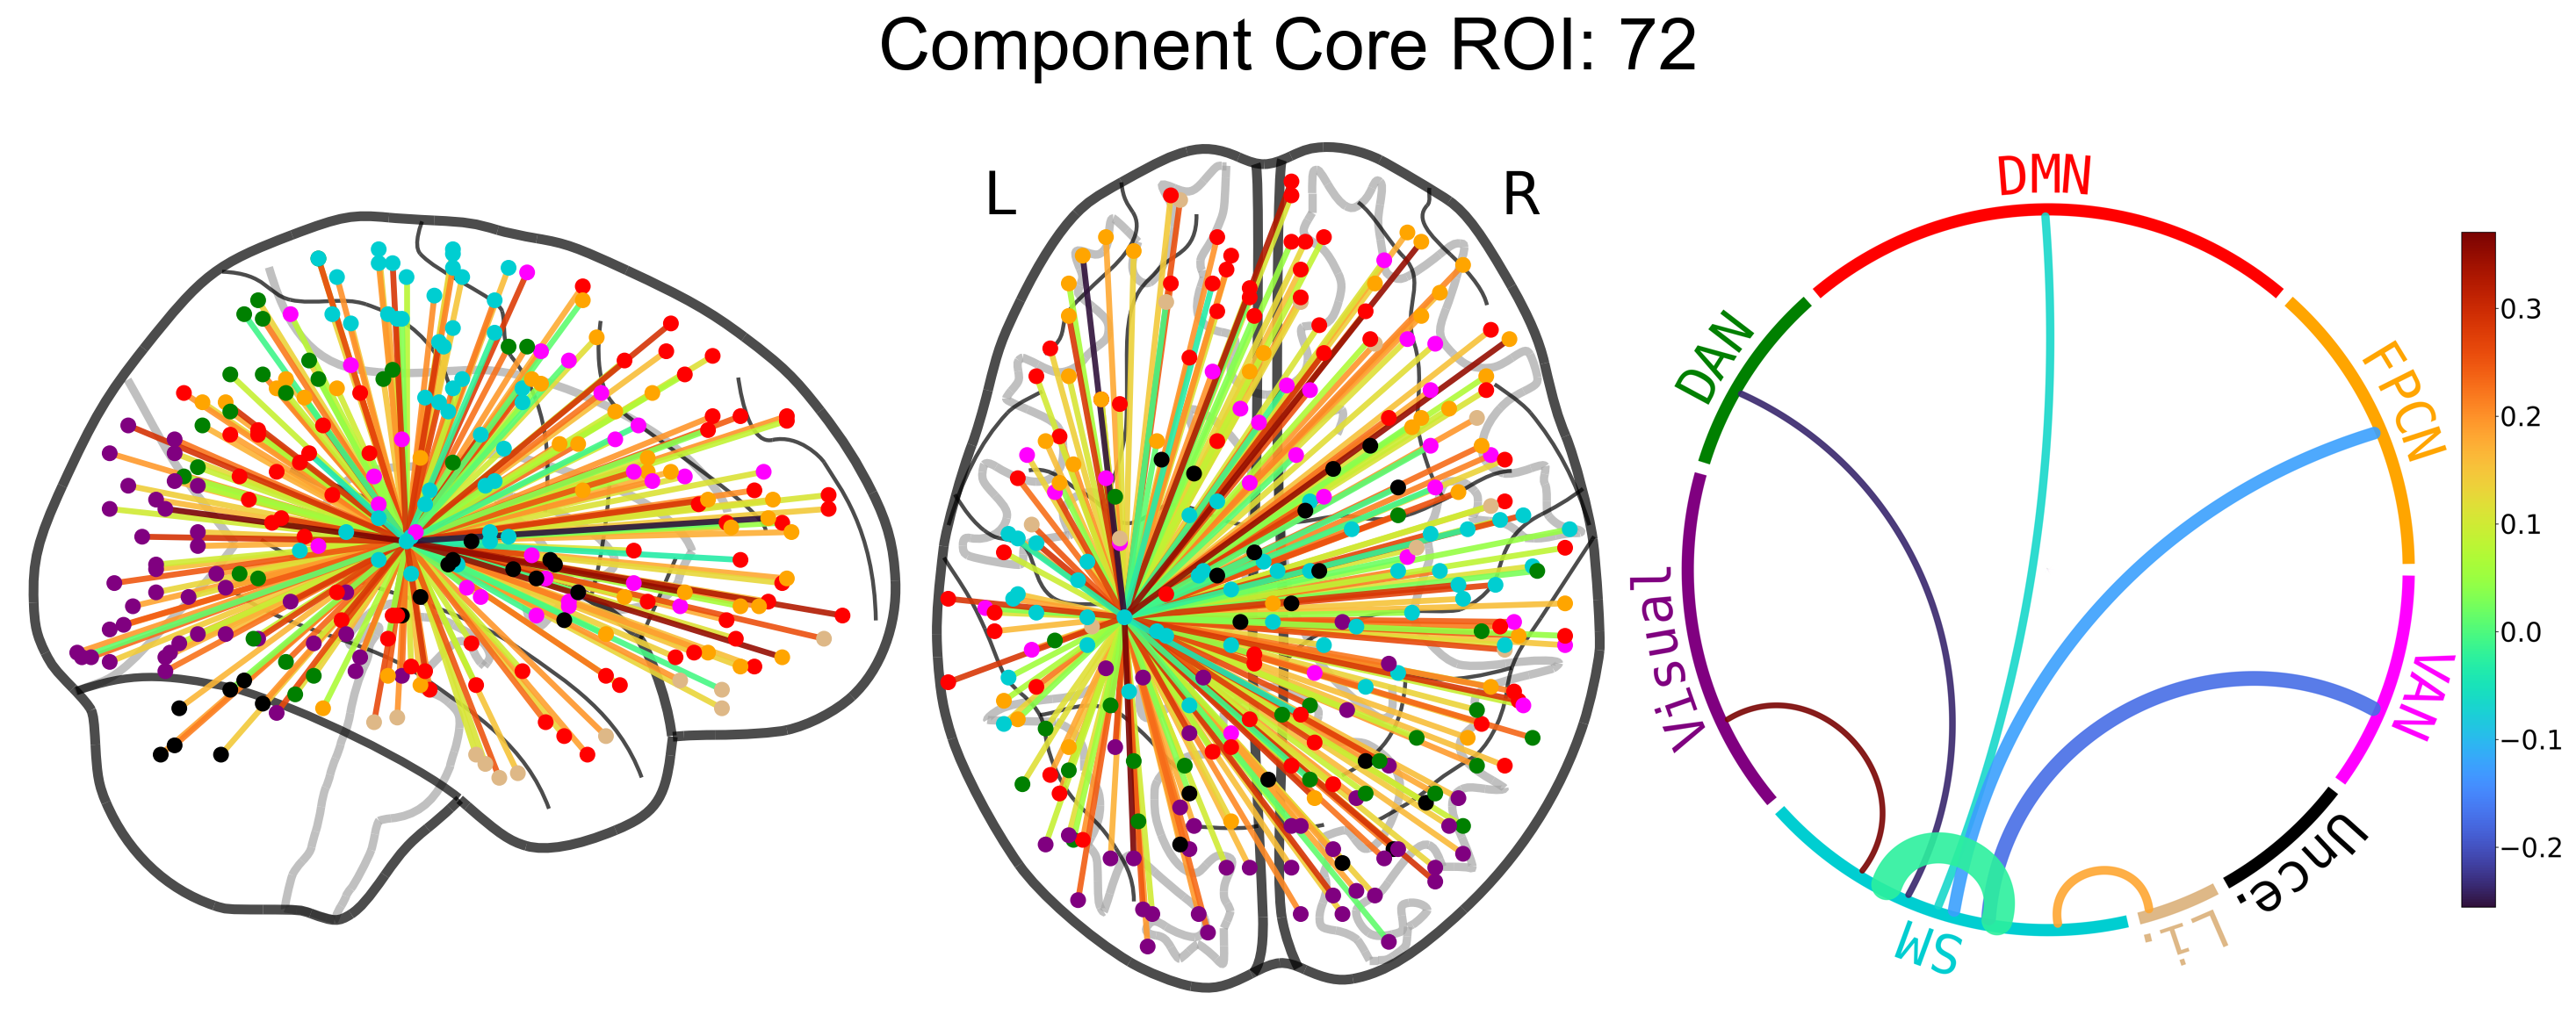 Component Core ROI: 72
L
R
DMN
DAN
FPCN
Visual
VAN
SM
Li.
Unce.
0.3
0.2
0.1
0.0
−0.1
−0.2